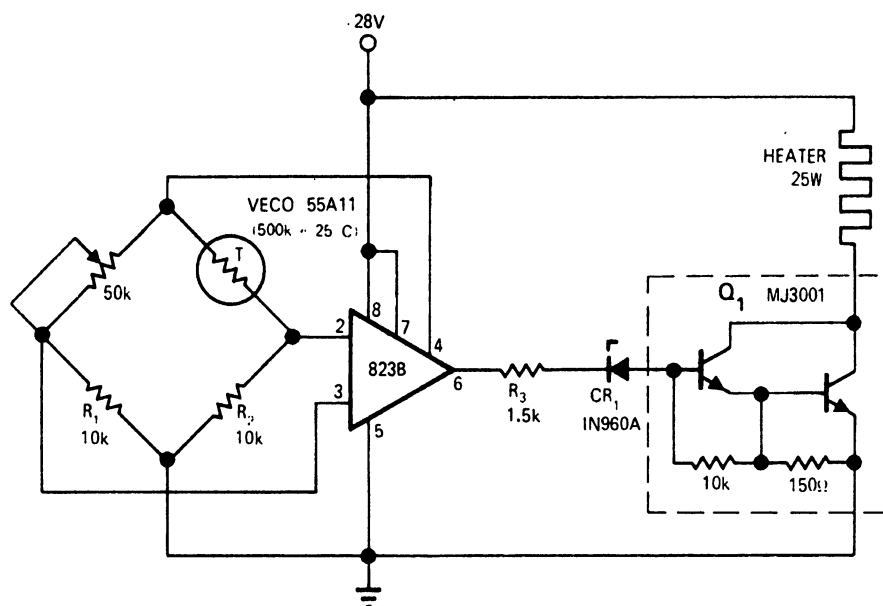 28V
HEATER
25W
VECO 55A11
(500k 25 C)
T
50k
Q1 MJ3001
8
7
2
4
823B
6
3
5
R1
10k
R2
10k
R3
1.5k
CR1
IN960A
10k
150Ω